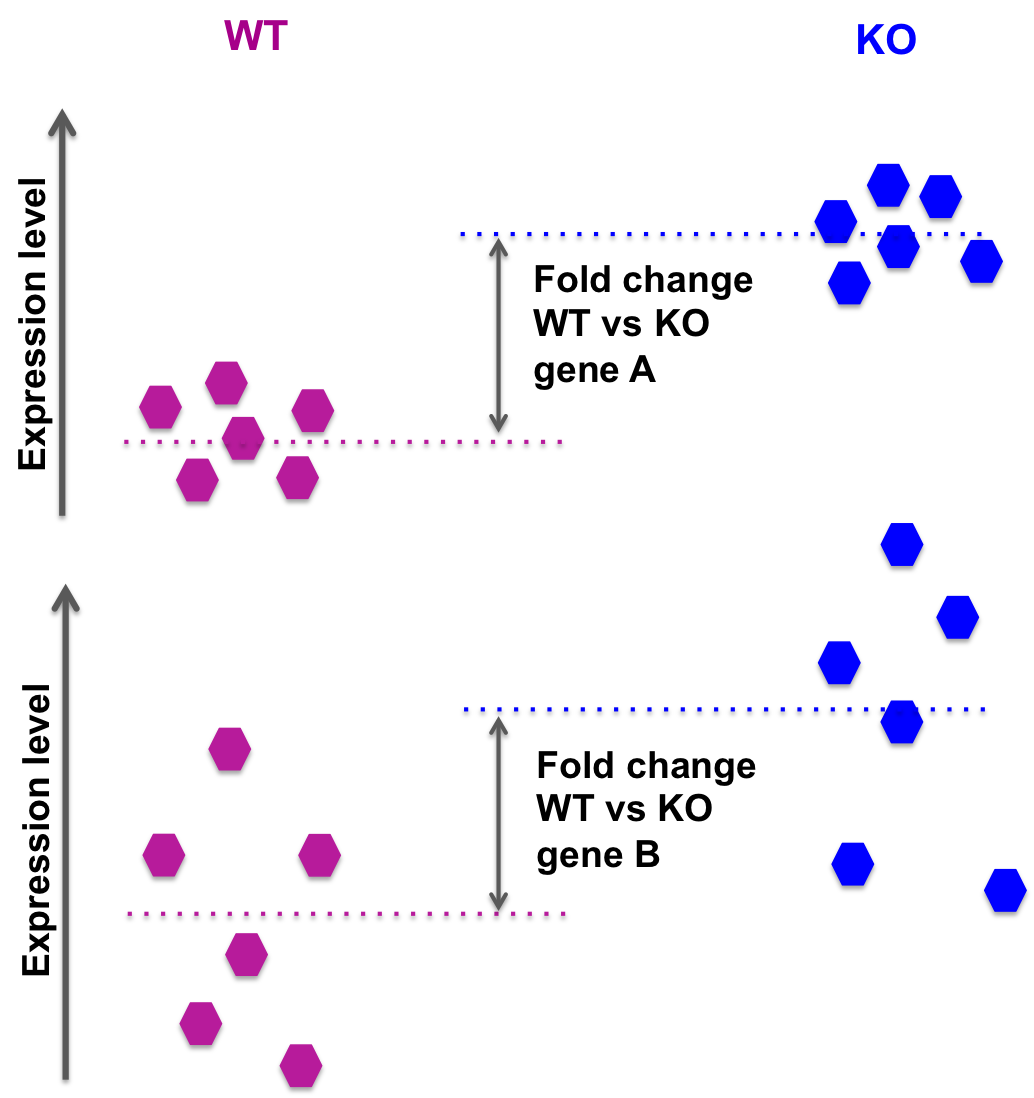 WT
KO
Expression level
Fold change
WT vs KO
gene A
Expression level
Fold change
WT vs KO
gene B